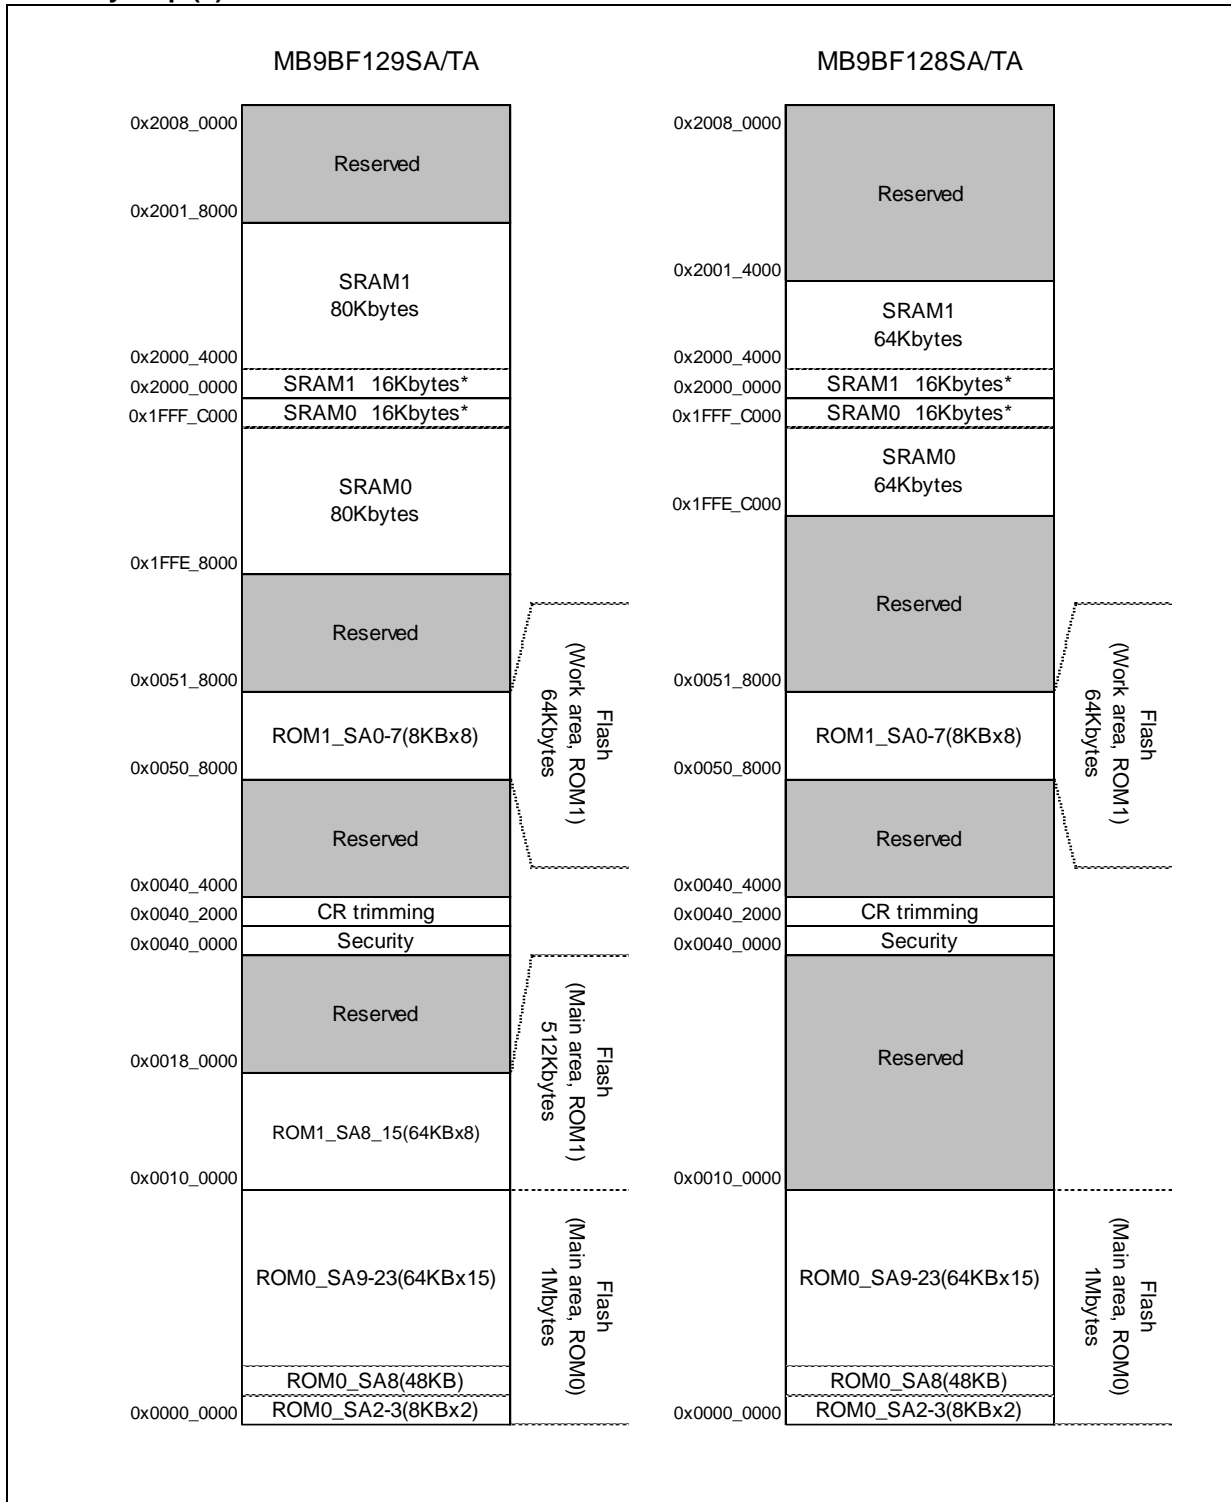 MB9BF129SA/TA
0x2008_0000
Reserved
0x2001_8000
SRAM1
80Kbytes
0x2000_4000
SRAM1 16Kbytes*
0x2000_0000
SRAM0 16Kbytes*
0x1FFF_C000
SRAM0
80Kbytes
0x1FFE_8000
Reserved
0x0051_8000
ROM1_SA0-7(8KBx8)
0x0050_8000
Reserved
0x0040_4000
CR trimming
0x0040_2000
Security
0x0040_0000
Reserved
0x0018_0000
ROM1_SA8_15(64KBx8)
0x0010_0000
ROM0_SA9-23(64KBx15)
ROM0_SA8(48KB)
ROM0_SA2-3(8KBx2)
0x0000_0000
Flash
(Work area, ROM1)
64Kbytes
Flash
(Main area, ROM1)
512Kbytes
Flash
(Main area, ROM0)
1Mbytes
MB9BF128SA/TA
0x2008_0000
Reserved
0x2001_4000
SRAM1
64Kbytes
0x2000_4000
SRAM1 16Kbytes*
0x2000_0000
SRAM0 16Kbytes*
0x1FFF_C000
SRAM0
64Kbytes
0x1FFE_C000
Reserved
0x0051_8000
ROM1_SA0-7(8KBx8)
0x0050_8000
Reserved
0x0040_4000
CR trimming
0x0040_2000
Security
0x0040_0000
Reserved
0x0010_0000
ROM0_SA9-23(64KBx15)
ROM0_SA8(48KB)
ROM0_SA2-3(8KBx2)
0x0000_0000
Flash
(Work area, ROM1)
64Kbytes
Flash
(Main area, ROM0)
1Mbytes